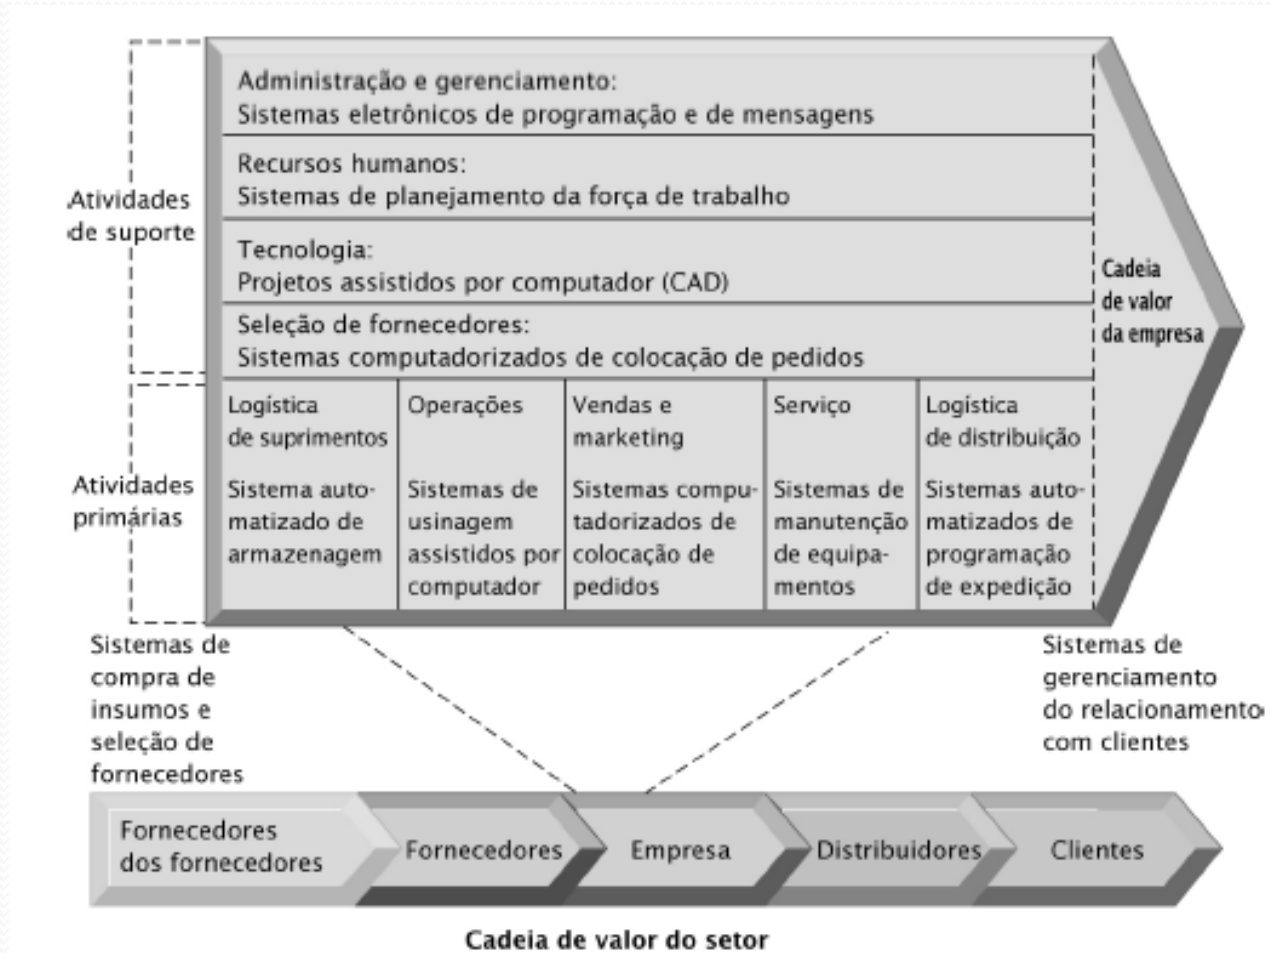 Administração e gerenciamento:
Sistemas eletrônicos de programação e de mensagens
Recursos humanos:
Sistemas de planejamento da força de trabalho
Tecnologia:
Projetos assistidos por computador (CAD)
Seleção de fornecedores:
Sistemas computadorizados de colocação de pedidos
Atividades
de suporte
Cadeia
de valor
da empresa
Atividades
primárias
Logística
de suprimentos
Sistema auto-
matizado de
armazenagem
Operações
Sistemas de
usinagem
assistidos por
computador
Vendas e
marketing
Sistemas compu-
tadorizados de
colocação de
pedidos
Serviço
Sistemas de
manutenção
de equipa-
mentos
Logística
de distribuição
Sistemas auto-
matizados de
programação
de expedição
Sistemas de
compra de
insumos e
seleção de
fornecedores
Sistemas de
gerenciamento
do relacionamento
com clientes
Fornecedores
dos fornecedores
Fornecedores
Empresa
Distribuidores
Clientes
Cadeia de valor do setor